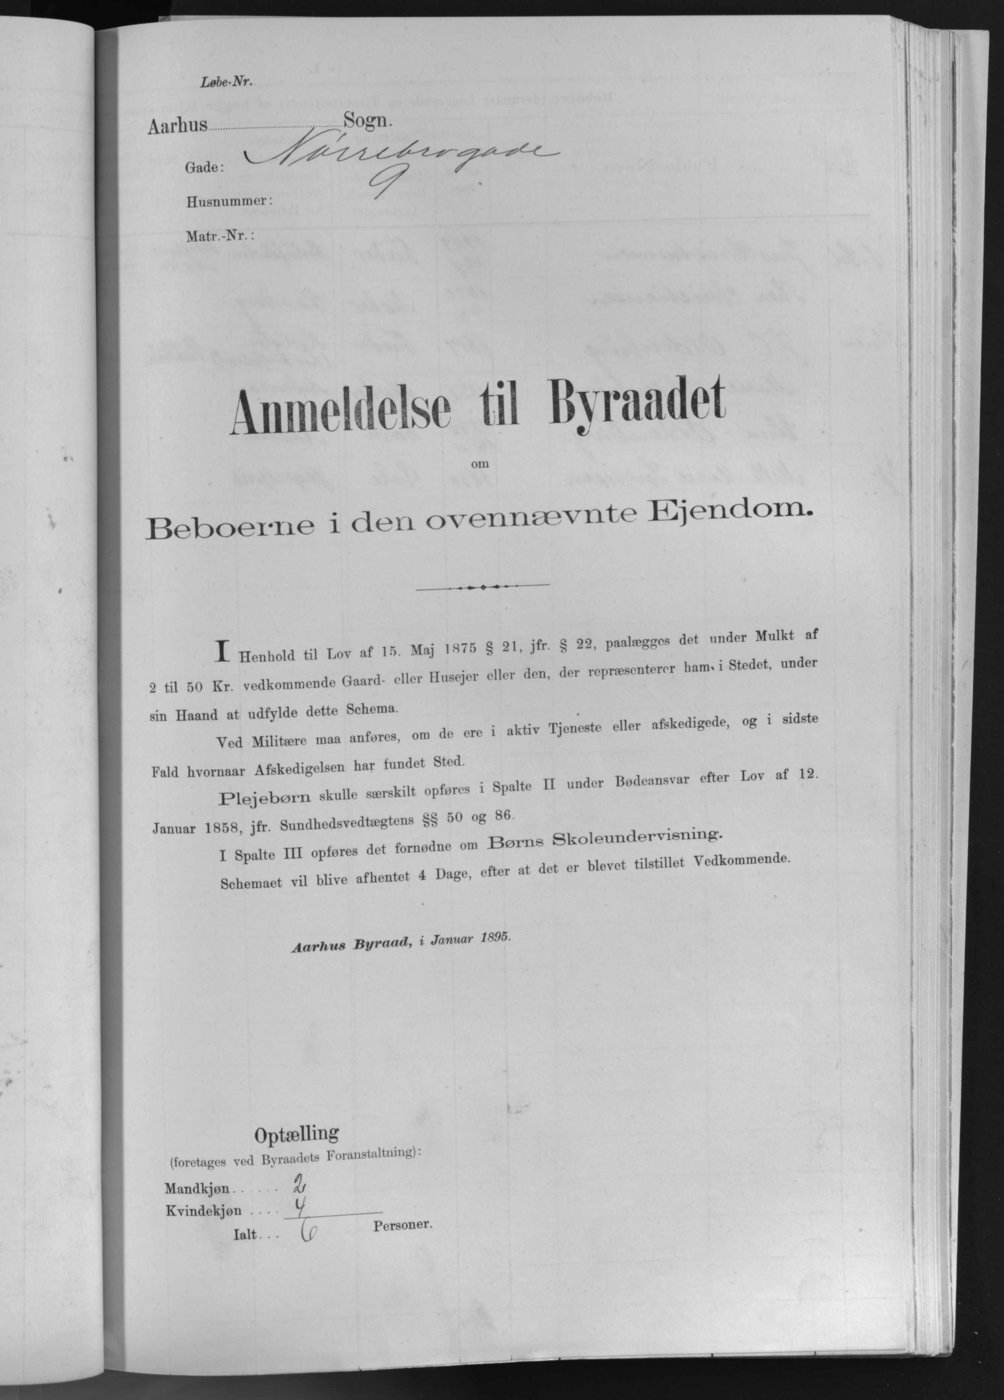 Løbe-Nr.
Aarhus Sogn.
Gade: Nørrebrogade
Husnummer: 9
Matr.-Nr.:
Anmeldelse til Byraadet
om
Beboerne i den ovennævnte Ejendom.
I Henhold til Lov af 15. Maj 1875 § 21, jfr. § 22, paalægges det under Mulkt af
2 til 50 Kr. vedkommende Gaard- eller Husejer eller den, der repræsenterer ham i Stedet, under
sin Haand at udfylde dette Schema.
Ved Militære maa anføres, om de ere i aktiv Tjeneste eller afskedigede, og i sidste
Fald hvornaar Afskedigelsen har fundet Sted.
Plejebørn skulle særskilt opføres i Spalte II under Bødeansvar efter Lov af 12.
Januar 1858, jfr. Sundhedsvedtægtens §§ 50 og 86.
I Spalte III opføres det fornødne om Børns Skoleundervisning.
Schemaet vil blive afhentet 4 Dage, efter at det er blevet tilstillet Vedkommende.
Aarhus Byraad, i Januar 1895.
Optælling
(foretages ved Byraadets Foranstaltning):
Mandkjøn...... 2
Kvindekjøn .... 4
Ialt... 6 Personer.